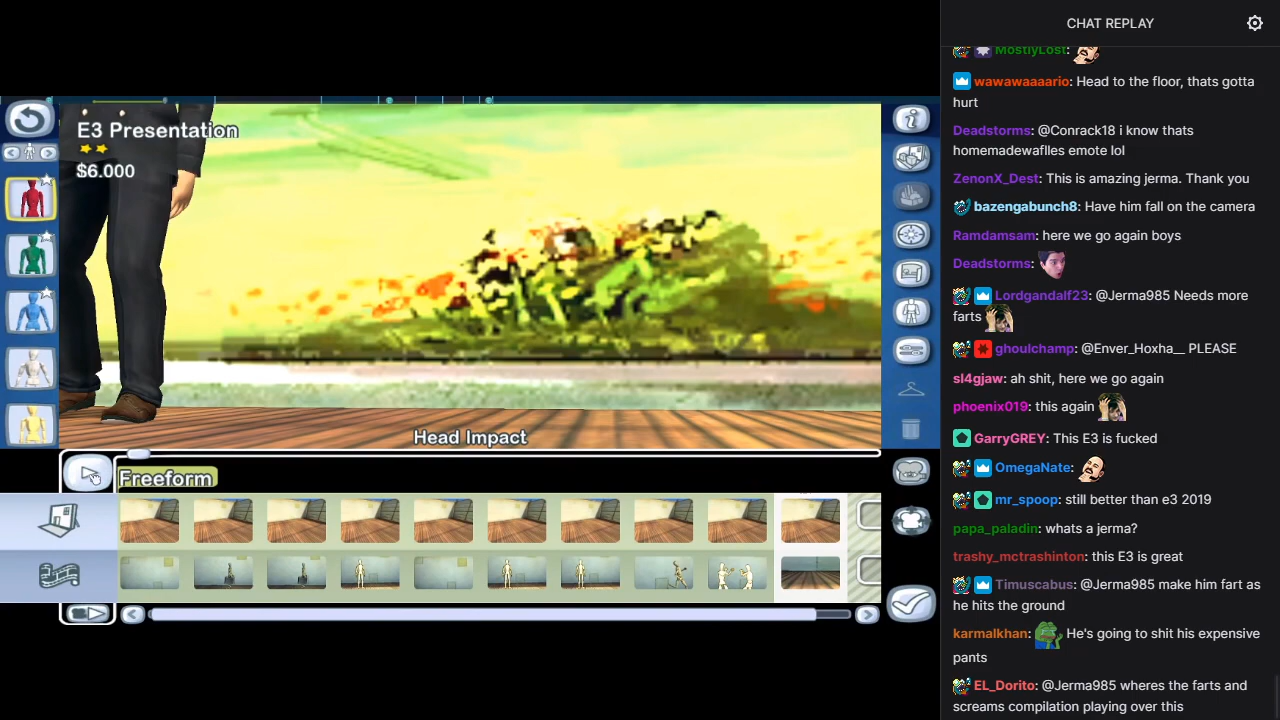 E3 Presentation
$6.000
Head Impact
Freeform
CHAT REPLAY
MostlyLost:
wawawaaaario: Head to the floor, thats gotta
hurt
Deadstorms: @Conrack18 i know thats
homemadewaflles emote lol
ZenonX_Dest: This is amazing jerma. Thank you
bazengabunch8: Have him fall on the camera
Ramdamsam: here we go again boys
Deadstorms:
Lordgandalf23: @Jerma985 Needs more
farts
ghoulchamp: @Enver_Hoxha__ PLEASE
sl4gjaw: ah shit, here we go again
phoenix019: this again
GarryGREY: This E3 is fucked
OmegaNate:
mr_spoop: still better than e3 2019
papa_paladin: whats a jerma?
trashy_mctrashinton: this E3 is great
Timuscabus: @Jerma985 make him fart as
he hits the ground
karmalkhan: He's going to shit his expensive
pants
EL_Dorito: @Jerma985 wheres the farts and
screams compilation playing over this